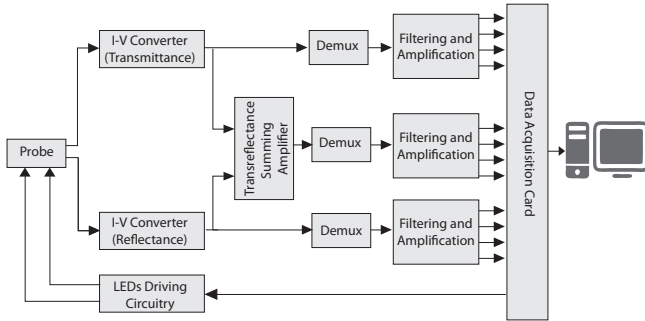 I-V Converter
(Transmittance)
Demux
Filtering and
Amplification
Probe
Transreflectance
Summing
Amplifier
Demux
Filtering and
Amplification
Data Acquisition Card
I-V Converter
(Reflectance)
Demux
Filtering and
Amplification
LEDs Driving
Circuitry